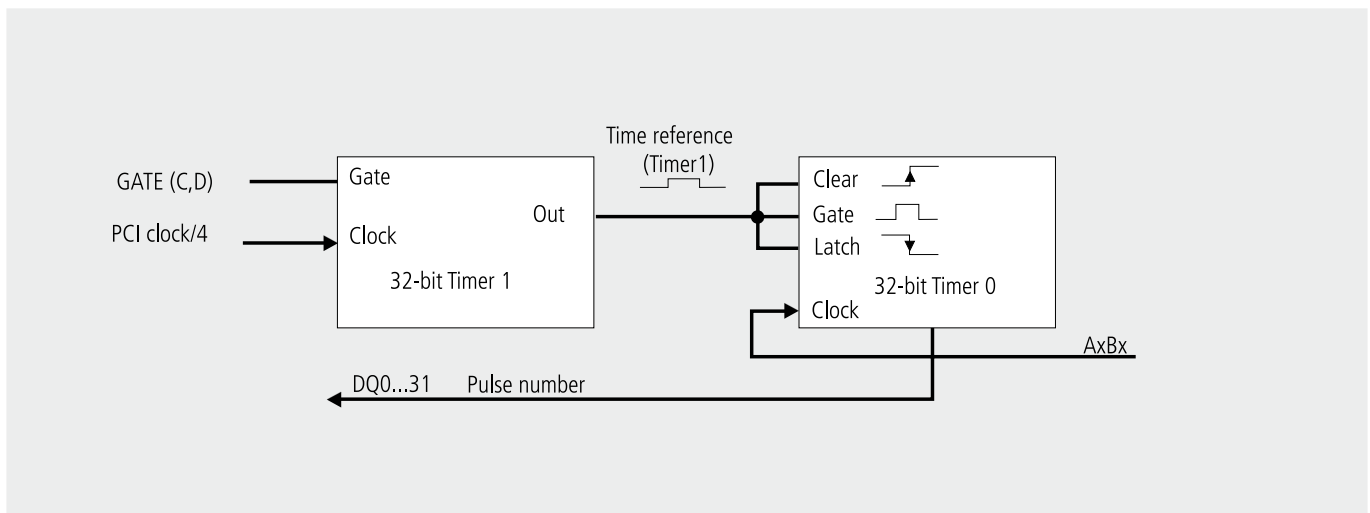 Time reference
(Timer1)
GATE (C,D)
Gate
Clear
Out
Gate
PCI clock/4
Clock
Latch
32-bit Timer 1
32-bit Timer 0
Clock
AxBx
DQ0...31 Pulse number